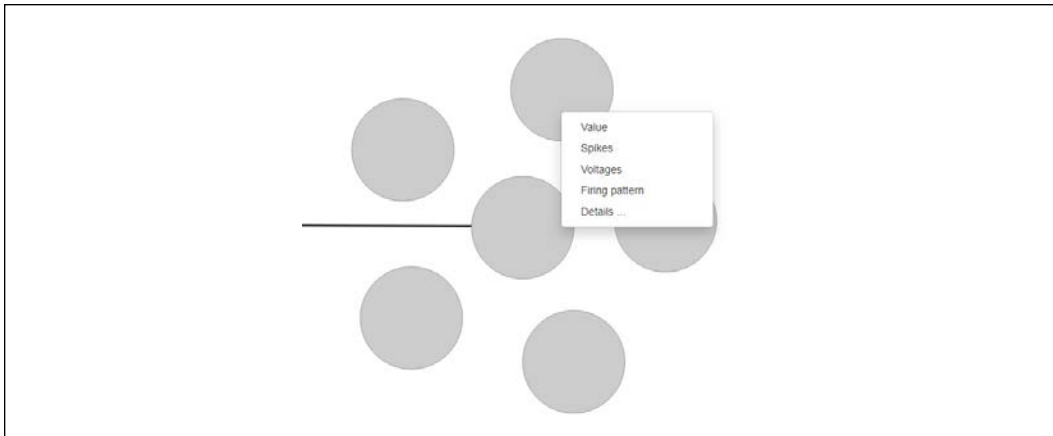 Value
Spikes
Voltages
Firing pattern
Details ...